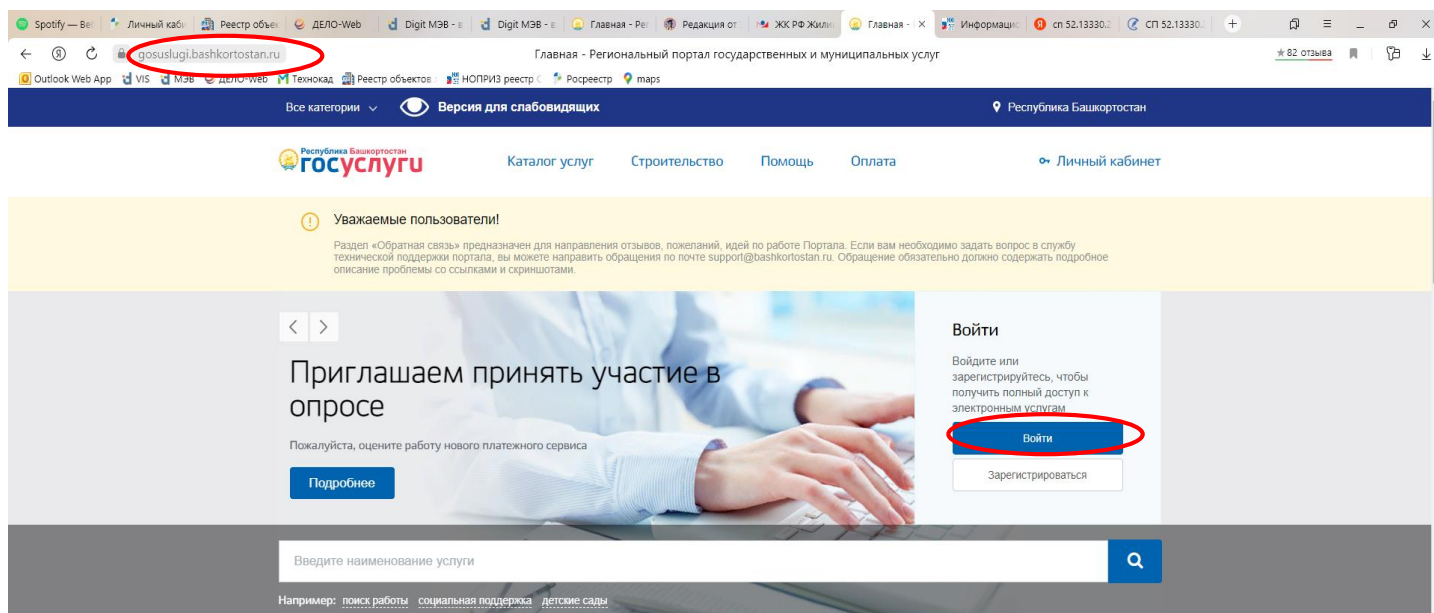 Spotify — Ве Личный каби Реестр объек ДЕЛО-Web Digit МЭВ - в Digit МЭВ - в Главная - Рег Редакция от ЖК РФ Жили Главная - Информацио сп 52.13330.2 СП 52.13330.
gosuslugi.bashkortostan.ru Главная - Региональный портал государственных и муниципальных услуг ★ 82 отзыва
Outlook Web App VIS МЭВ ДЕЛО-Web Технокад Реестр объектов НОПРИЗ реестр С Росреестр maps
Все категории Версия для слабовидящих Республика Башкортостан
Республика Башкортостан
госуслуги Каталог услуг Строительство Помощь Оплата Личный кабинет
Уважаемые пользователи!
Раздел «Обратная связь» предназначен для направления отзывов, пожеланий, идей по работе Портала. Если вам необходимо задать вопрос в службу
технической поддержки портала, вы можете направить обращения по почте support@bashkortostan.ru. Обращение обязательно должно содержать подробное
описание проблемы со ссылками и скриншотами.
Приглашаем принять участие в
опросе
Пожалуйста, оцените работу нового платежного сервиса
Подробнее
Войти
Войдите или
зарегистрируйтесь, чтобы
получить полный доступ к
электронным услугам
Войти
Зарегистрироваться
Введите наименование услуги
Например: поиск работы социальная поддержка детские сады